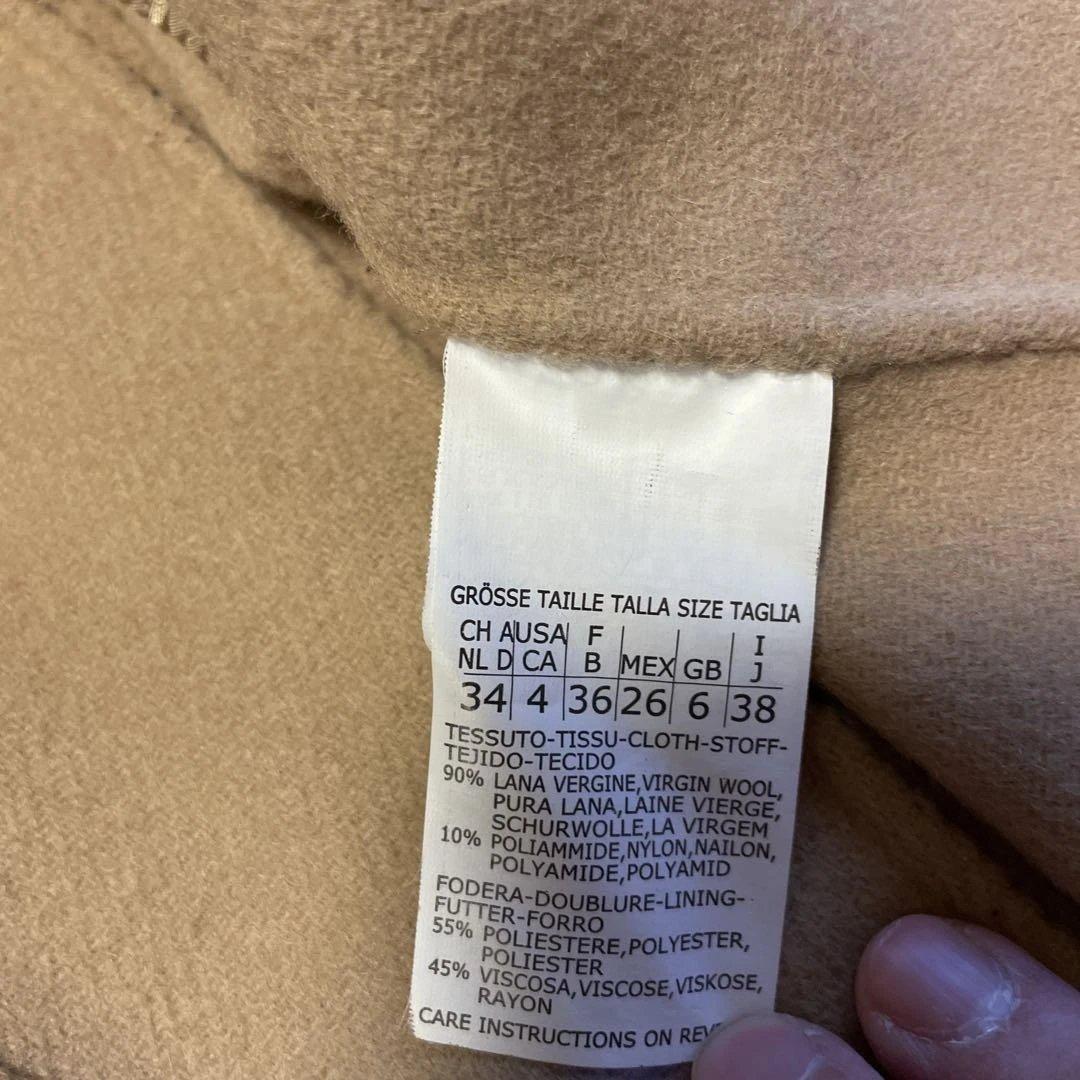 GRÖSSE TAILLE TALLA SIZE TAGLIA
CH A USA F I
NL D CA B MEX GB J
34 4 36 26 6 38
TESSUTO-TISSU-CLOTH-STOFF-
TEJIDO-TECIDO
90% LANA VERGINE,VIRGIN WOOL,
PURA LANA,LAINE VIERGE,
SCHURWOLLE,LA VIRGEM
10% POLIAMMIDE,NYLON,NAILON,
POLYAMIDE,POLYAMID
FODERA-DOUBLURE-LINING-
FUTTER-FORRO
55% POLIESTERE,POLYESTER,
POLIESTER
45% VISCOSA,VISCOSE,VISKOSE,
RAYON
CARE INSTRUCTIONS ON